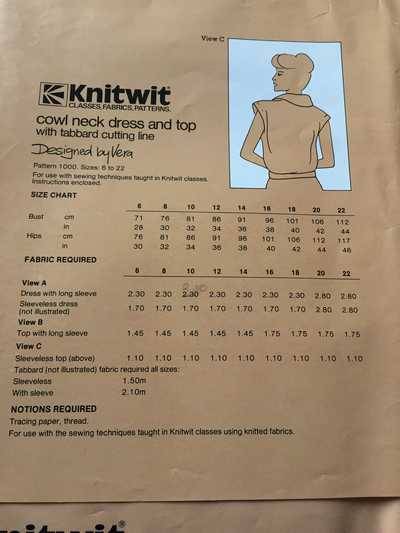 View C
Knitwit®
CLASSES, FABRICS, PATTERNS.
cowl neck dress and top
with tabbard cutting line
Designed by Vera
Pattern 1000. Sizes: 6 to 22
For use with sewing techniques taught in Knitwit classes.
Instructions enclosed.
SIZE CHART
6 8 10 12 14 16 18 20 22
Bust cm 71 76 81 86 91 96 101 106 112
in 28 30 32 34 36 38 40 42 44
Hips cm 76 81 86 91 96 101 106 112 117
in 30 32 34 36 38 40 42 44 46
FABRIC REQUIRED
6 8 10 12 14 16 18 20 22
View A
Dress with long sleeve 2.30 2.30 2.30 2.30 2.30 2.30 2.30 2.80 2.80
Sleeveless dress 1.70 1.70 1.70 1.70 1.70 1.70 1.70 2.80 2.80
(not illustrated)
View B
Top with long sleeve 1.45 1.45 1.45 1.45 1.45 1.75 1.75 1.75 1.75
View C
Sleeveless top (above) 1.10 1.10 1.10 1.10 1.10 1.10 1.10 1.10 1.10
Tabbard (not illustrated) fabric required all sizes:
Sleeveless 1.50m
With sleeve 2.10m
NOTIONS REQUIRED
Tracing paper, thread.
For use with the sewing techniques taught in Knitwit classes using knitted fabrics.